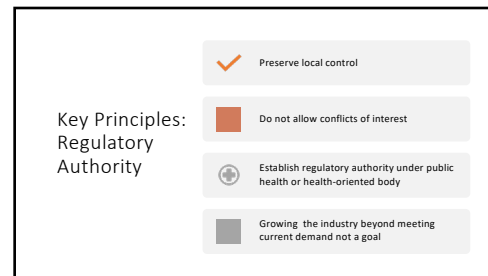 Key Principles:
Regulatory
Authority
Preserve local control
Do not allow conflicts of interest
Establish regulatory authority under public
health or health-oriented body
Growing the industry beyond meeting
current demand not a goal